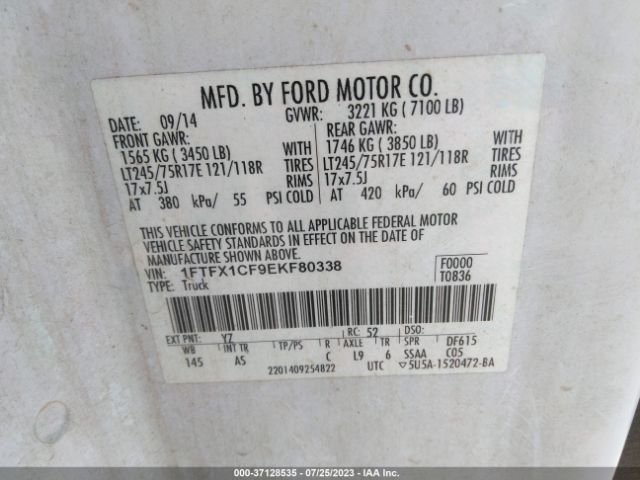 MFD. BY FORD MOTOR CO.
DATE: 09/14 GVWR: 3221 KG ( 7100 LB)
FRONT GAWR: REAR GAWR:
1565 KG ( 3450 LB) WITH 1746 KG ( 3850 LB) WITH
LT245/75R17E 121/118R TIRES LT245/75R17E 121/118R TIRES
17x7.5J RIMS 17x7.5J RIMS
AT 380 kPa/ 55 PSI COLD AT 420 kPa/ 60 PSI COLD
THIS VEHICLE CONFORMS TO ALL APPLICABLE FEDERAL MOTOR
VEHICLE SAFETY STANDARDS IN EFFECT ON THE DATE OF
MANUFACTURE SHOWN ABOVE.
VIN: 1FTFX1CF9EKF80338 F0000
TYPE: Truck T0836
EXT PNT: YZ RC: 52 DSO:
WB INT TR TP/PS R AXLE TR SPR DF615
145 AS C L9 6 SSAA C05
2201409254822 UTC ▽5U5A-1520472-BA
000-37128535 - 07/25/2023 - IAA Inc.